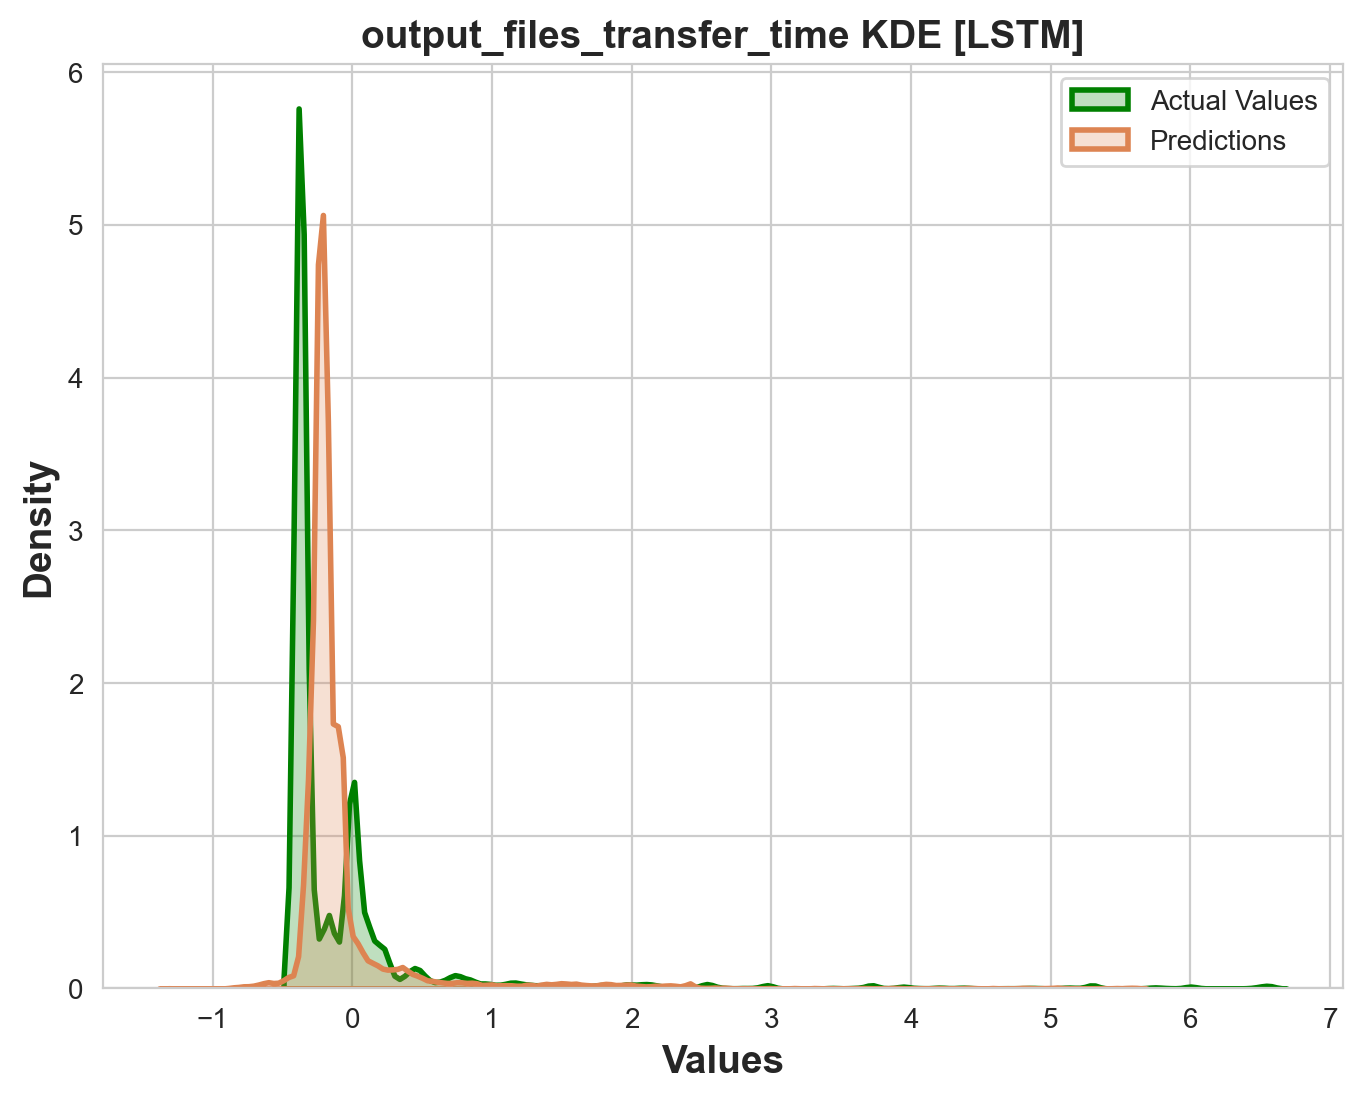 output_files_transfer_time KDE [LSTM]
Actual Values
Predictions
Density
6
5
4
3
2
1
0
−1 0 1 2 3 4 5 6 7
Values